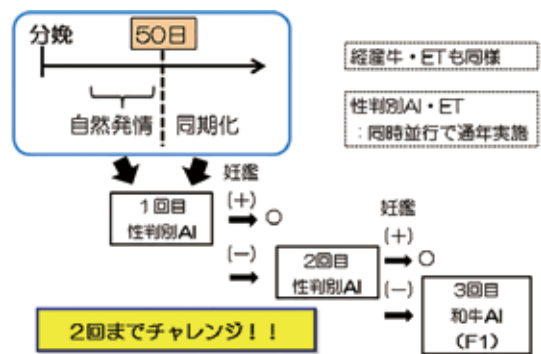 分娩
50日
自然発情
同期化
経産牛・ETも同様
性判別AI・ET
：同時並行で通年実施
妊鑑
1回目
性判別AI
(+)
○
(−)
妊鑑
2回目
性判別AI
(+)
○
(−)
3回目
和牛AI
(F1)
2回までチャレンジ！！